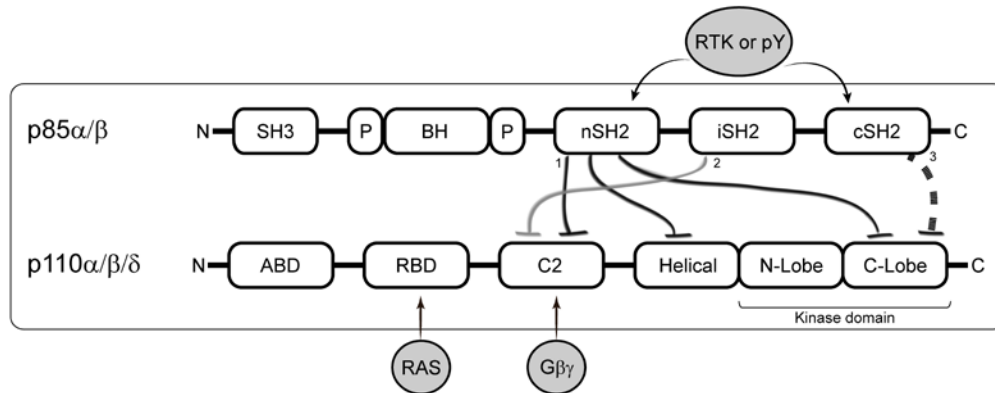 RTK or pY
p85α/β
N
SH3
P
BH
P
nSH2
iSH2
cSH2
C
1
2
3
p110α/β/δ
N
ABD
RBD
C2
Helical
N-Lobe
C-Lobe
C
Kinase domain
RAS
Gβγ